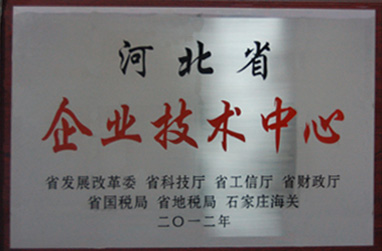 河北省
企业技术中心
省发展改革委 省科技厅 省工信厅 省财政厅
省国税局 省地税局 石家庄海关
二〇一二年